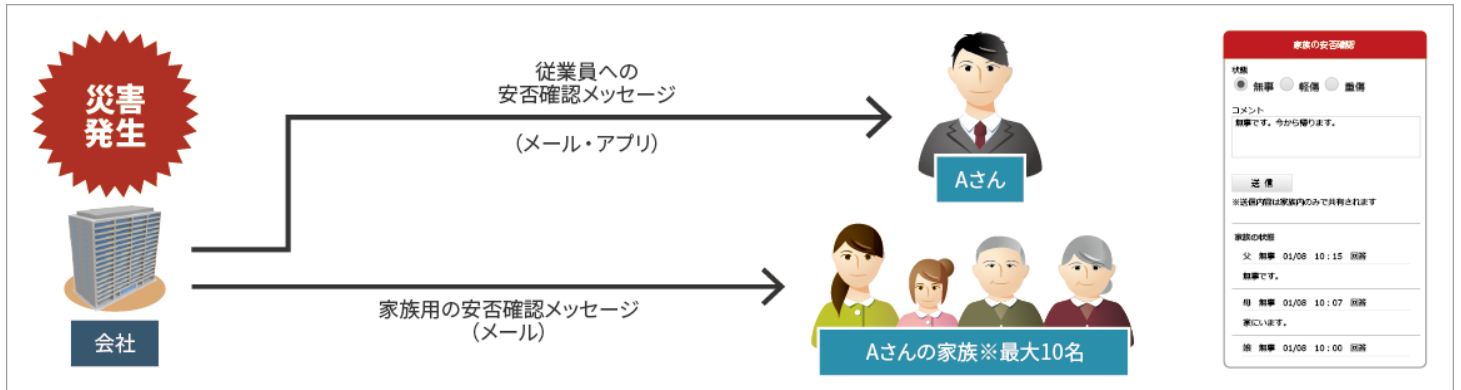 災害
発生
会社
従業員への
安否確認メッセージ
（メール・アプリ）
Aさん
家族用の安否確認メッセージ
（メール）
Aさんの家族※最大10名
家族の安否確認
状態
無事 軽傷 重傷
コメント
無事です。今から帰ります。
送 信
※送信内容は家族内のみで共有されます
家族の状態
父 無事 01/08 10：15 回答
無事です。
母 無事 01/08 10：07 回答
家にいます。
娘 無事 01/08 10：00 回答